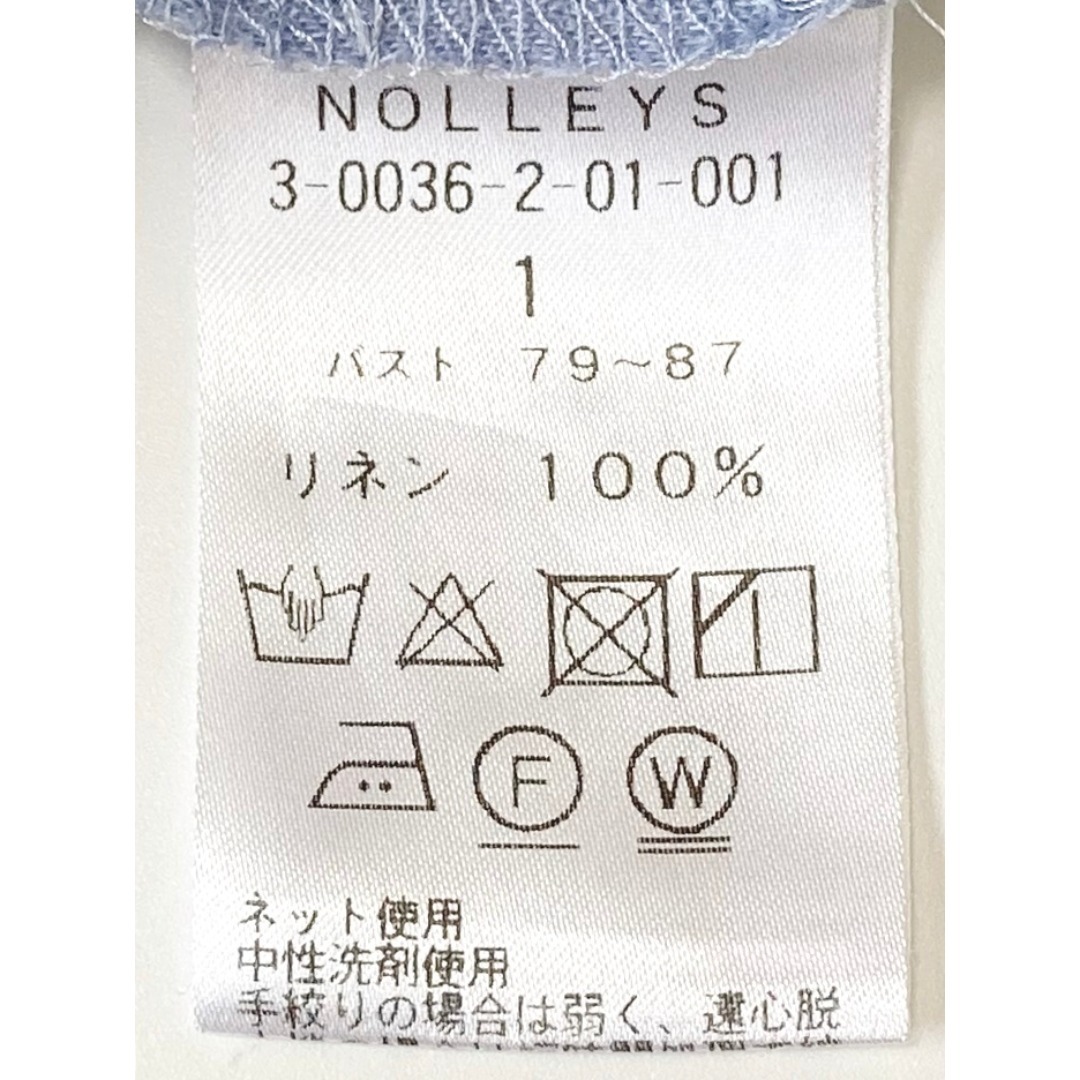 NOLLEYS
3-0036-2-01-001
1
バスト 79~87
リネン 100%
F W
ネット使用
中性洗剤使用
手絞りの場合は弱く、遠心脱